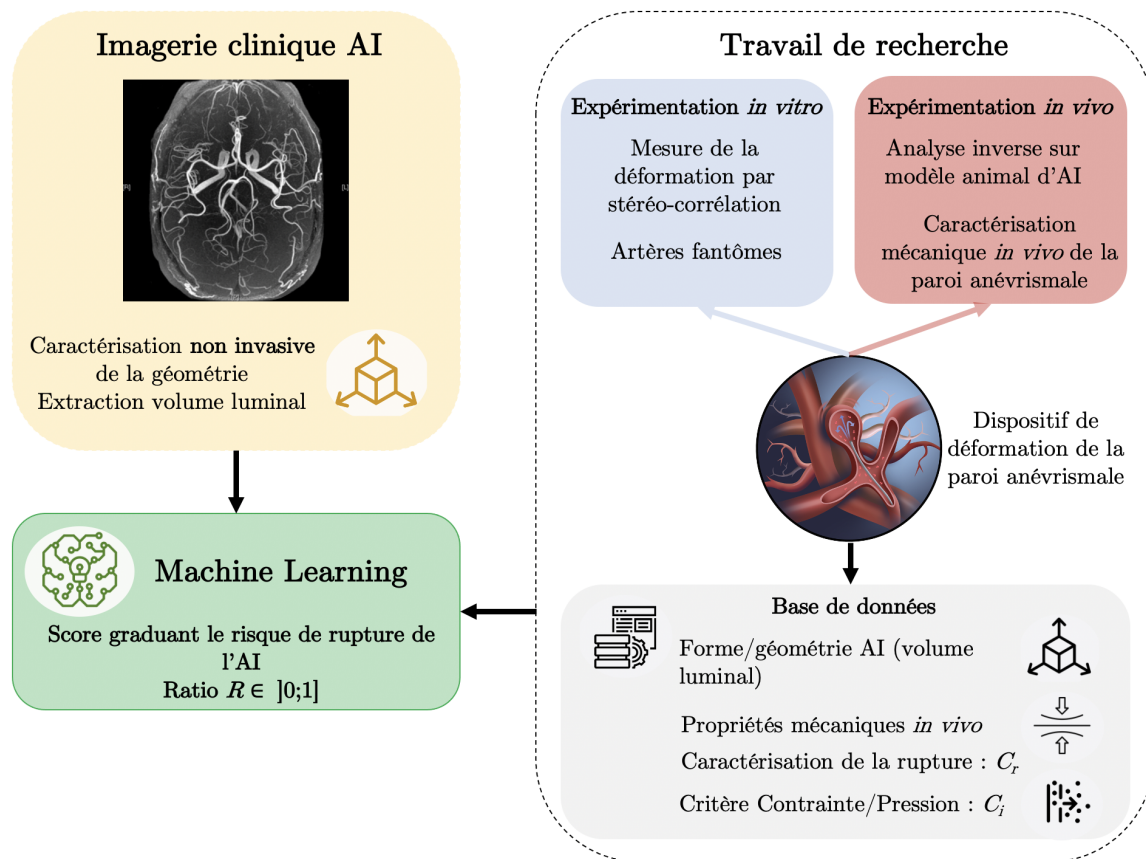 Imagerie clinique AI
[R]
[L]
Caractérisation non invasive
de la géométrie
Extraction volume luminal
Machine Learning
Score graduant le risque de rupture de
l'AI
Ratio R ∈ ]0;1]
Travail de recherche
Expérimentation in vitro
Mesure de la
déformation par
stéréo-corrélation
Artères fantômes
Expérimentation in vivo
Analyse inverse sur
modèle animal d'AI
Caractérisation
mécanique in vivo de la
paroi anévrismale
Dispositif de
déformation de la
paroi anévrismale
Base de données
Forme/géométrie AI (volume
luminal)
Propriétés mécaniques in vivo
Caractérisation de la rupture : Cr
Critère Contrainte/Pression : Ci